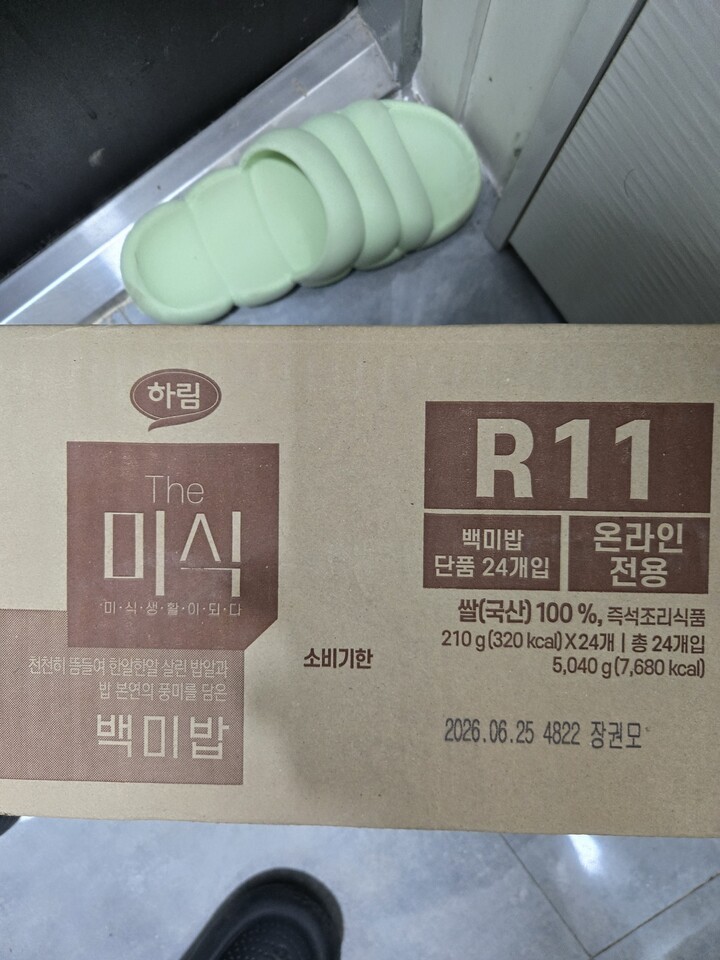 하림
The
미식
미·식·생·활·이·되·다
천천히 뜸들여 한알한알 살린 밥알과
밥 본연의 풍미를 담은
백미밥
소비기한
R11
백미밥
단품 24개입
온라인
전용
쌀(국산) 100 %, 즉석조리식품
210 g(320 kcal) X 24개 | 총 24개입
5,040 g(7,680 kcal)
2026.06.25 4822 장권모